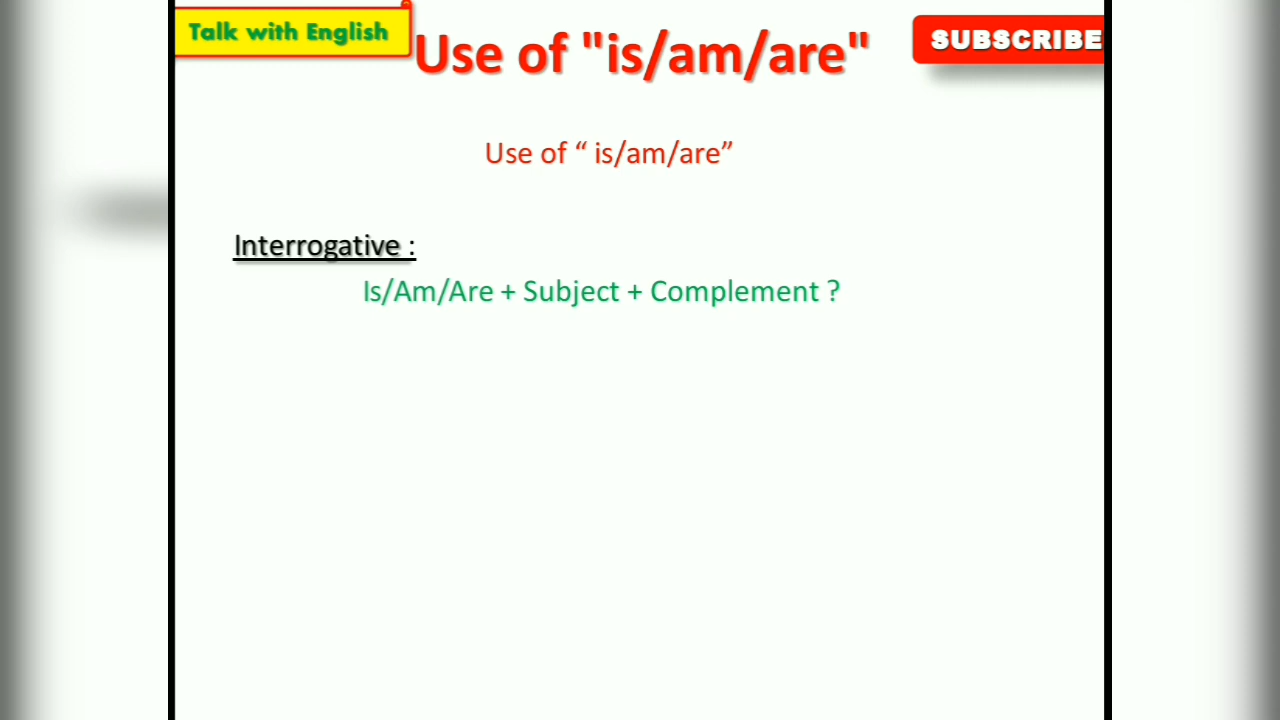 Talk with English
Use of "is/am/are"
SUBSCRIBE
Use of “ is/am/are”
Interrogative :
Is/Am/Are + Subject + Complement ?